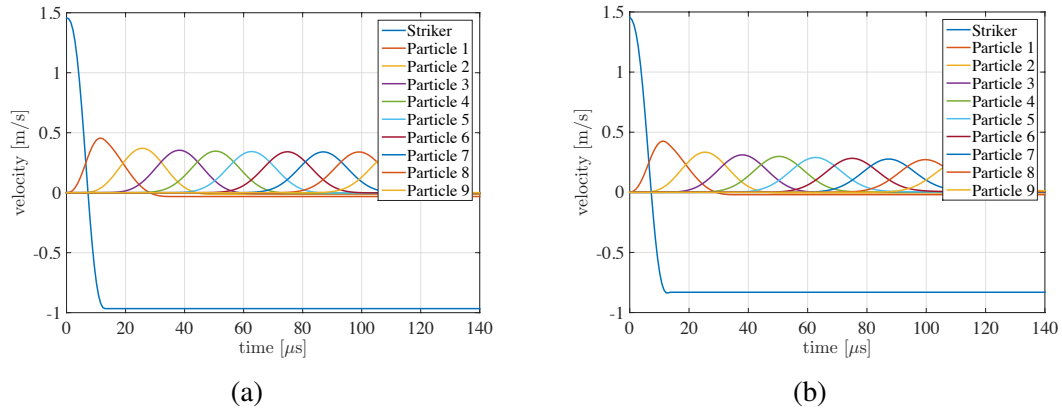 1.5
1
0.5
0
-0.5
-1
velocity [m/s]
0 20 40 60 80 100 120 140
time [μs]
Striker
Particle 1
Particle 2
Particle 3
Particle 4
Particle 5
Particle 6
Particle 7
Particle 8
Particle 9
(a)
1.5
1
0.5
0
-0.5
-1
velocity [m/s]
0 20 40 60 80 100 120 140
time [μs]
Striker
Particle 1
Particle 2
Particle 3
Particle 4
Particle 5
Particle 6
Particle 7
Particle 8
Particle 9
(b)